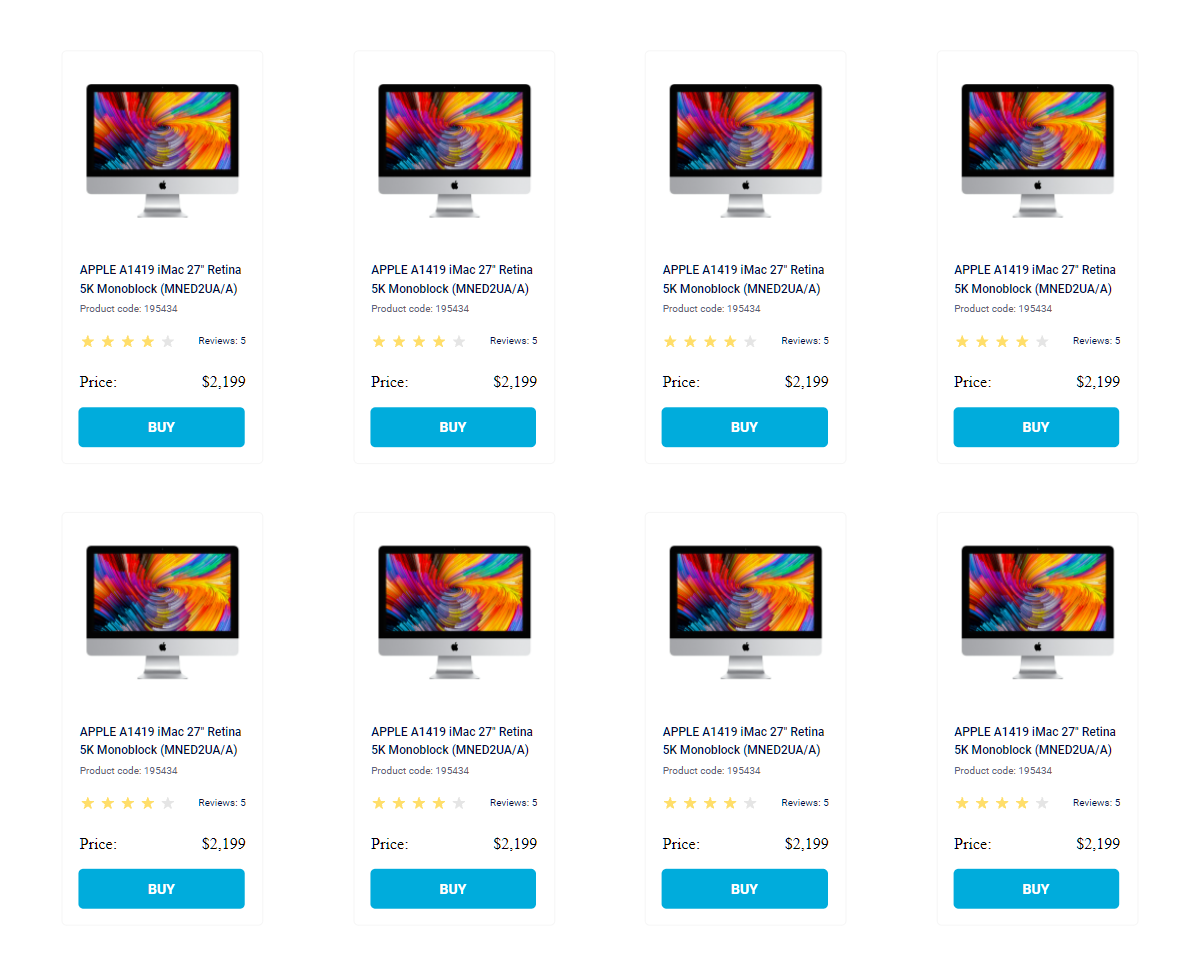 APPLE A1419 iMac 27" Retina
5K Monoblock (MNED2UA/A)
Product code: 195434
Reviews: 5
Price: $2,199
BUY
APPLE A1419 iMac 27" Retina
5K Monoblock (MNED2UA/A)
Product code: 195434
Reviews: 5
Price: $2,199
BUY
APPLE A1419 iMac 27" Retina
5K Monoblock (MNED2UA/A)
Product code: 195434
Reviews: 5
Price: $2,199
BUY
APPLE A1419 iMac 27" Retina
5K Monoblock (MNED2UA/A)
Product code: 195434
Reviews: 5
Price: $2,199
BUY
APPLE A1419 iMac 27" Retina
5K Monoblock (MNED2UA/A)
Product code: 195434
Reviews: 5
Price: $2,199
BUY
APPLE A1419 iMac 27" Retina
5K Monoblock (MNED2UA/A)
Product code: 195434
Reviews: 5
Price: $2,199
BUY
APPLE A1419 iMac 27" Retina
5K Monoblock (MNED2UA/A)
Product code: 195434
Reviews: 5
Price: $2,199
BUY
APPLE A1419 iMac 27" Retina
5K Monoblock (MNED2UA/A)
Product code: 195434
Reviews: 5
Price: $2,199
BUY